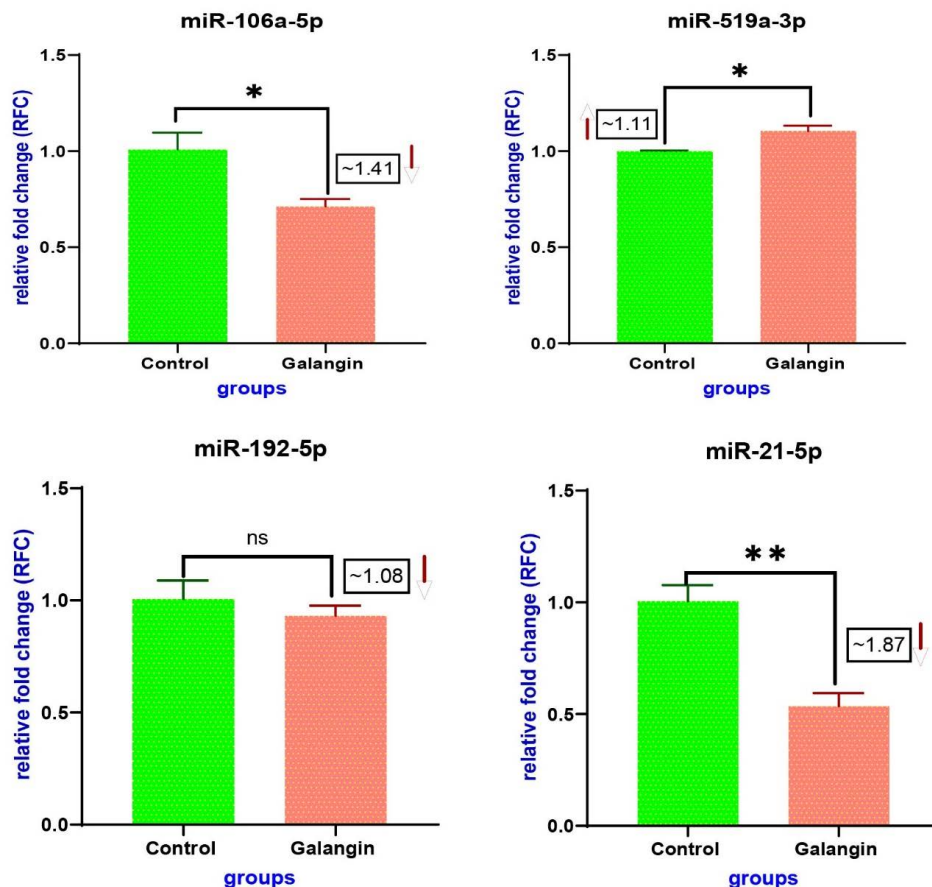 miR-106a-5p
relative fold change (RFC)
1.5
1.0
0.5
0.0
*
~1.41
Control
Galangin
groups
miR-519a-3p
relative fold change (RFC)
1.5
1.0
0.5
0.0
*
~1.11
Control
Galangin
groups
miR-192-5p
relative fold change (RFC)
1.5
1.0
0.5
0.0
ns
~1.08
Control
Galangin
groups
miR-21-5p
relative fold change (RFC)
1.5
1.0
0.5
0.0
**
~1.87
Control
Galangin
groups